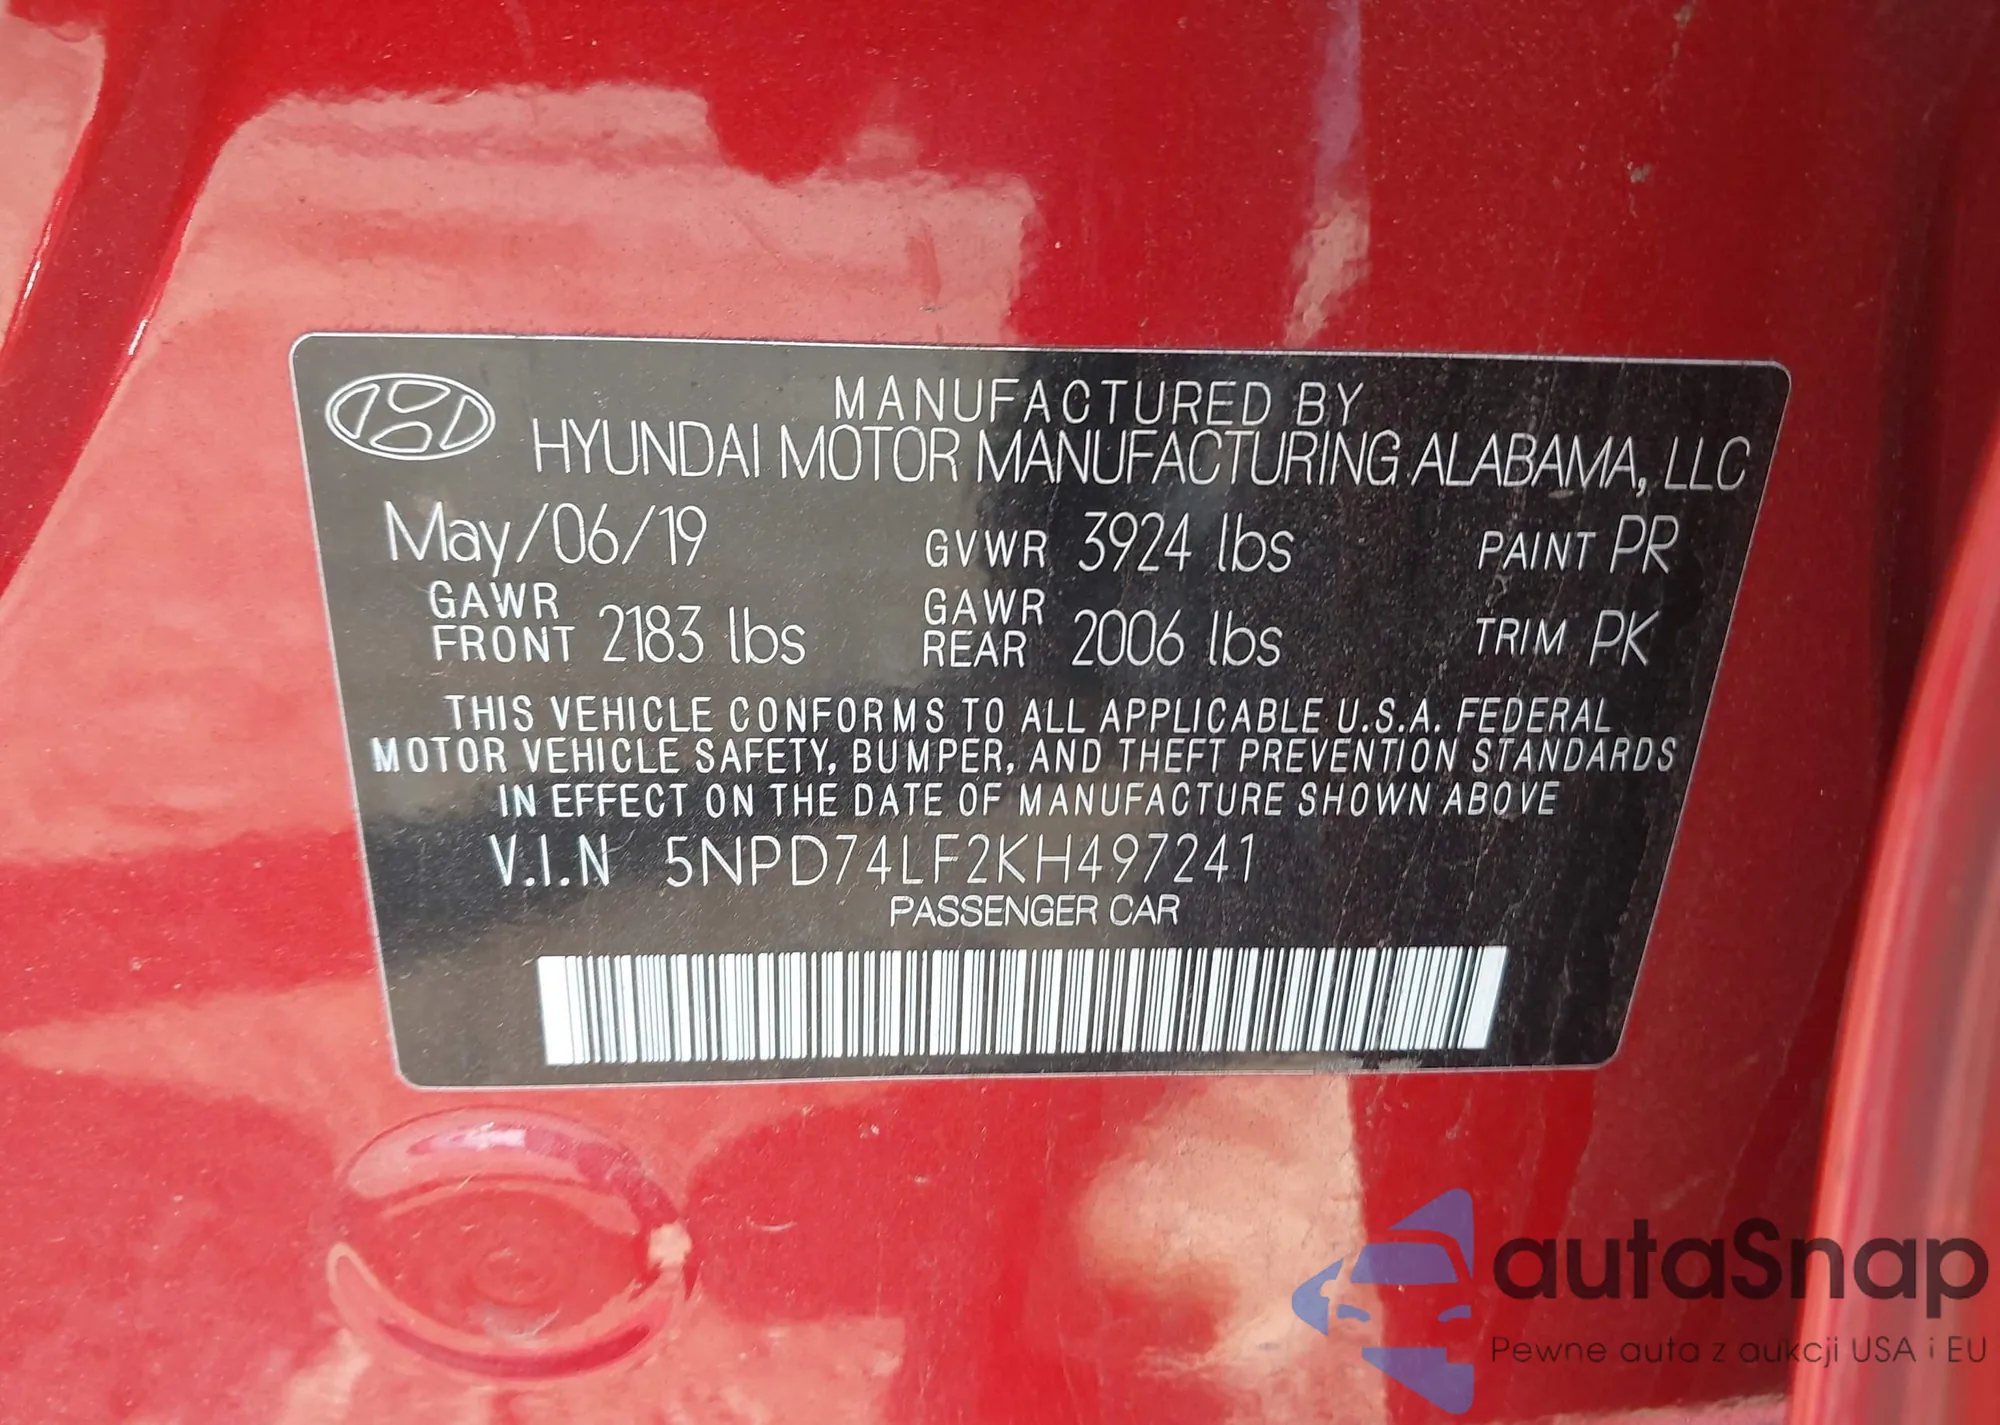 MANUFACTURED BY
HYUNDAI MOTOR MANUFACTURING ALABAMA, LLC
May/06/19 GVWR 3924 lbs PAINT PR
GAWR FRONT 2183 lbs GAWR REAR 2006 lbs TRIM PK
THIS VEHICLE CONFORMS TO ALL APPLICABLE U.S.A. FEDERAL
MOTOR VEHICLE SAFETY, BUMPER, AND THEFT PREVENTION STANDARDS
IN EFFECT ON THE DATE OF MANUFACTURE SHOWN ABOVE
V.I.N 5NPD74LF2KH497241
PASSENGER CAR
autaSnap
Pewne auta z aukcji USA i EU